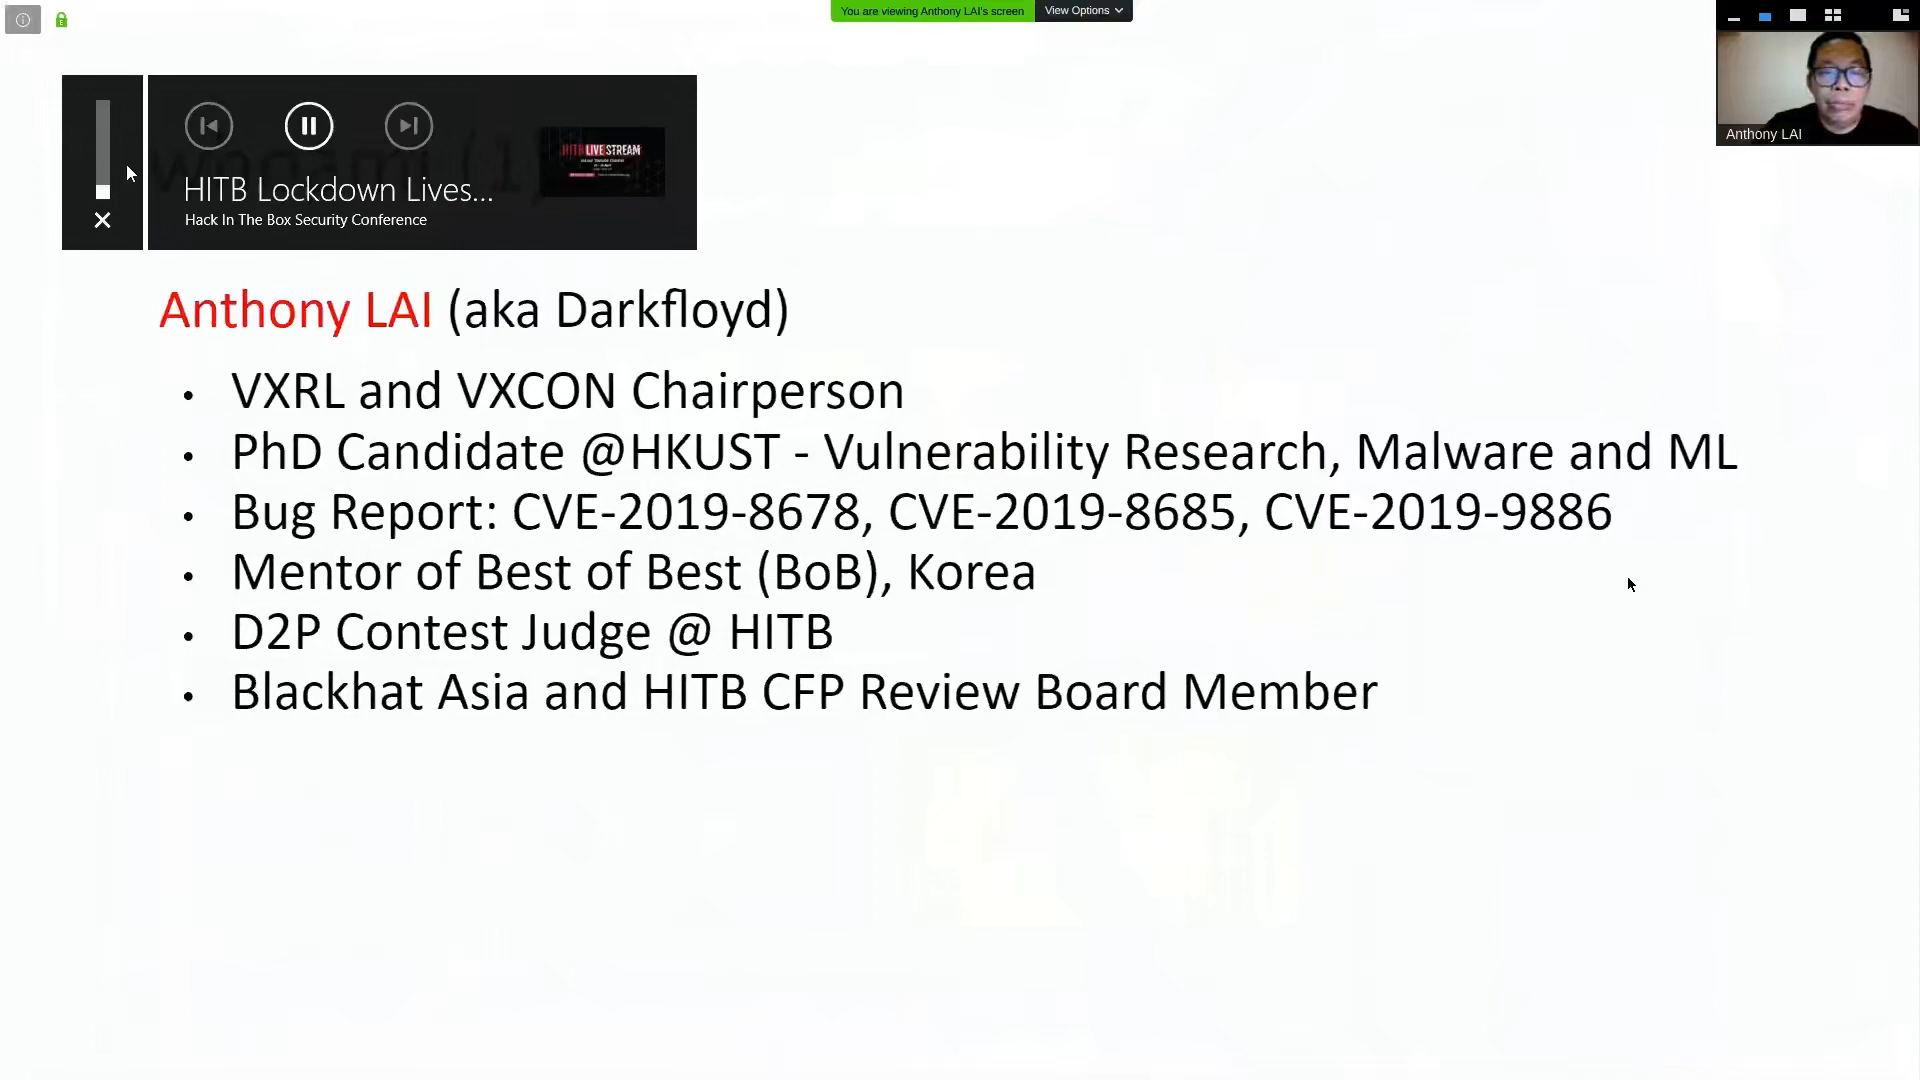 You are viewing Anthony LAI's screen
View Options
HITB Lockdown Lives...
Hack In The Box Security Conference
HITB LIVE STREAM
Anthony LAI
Anthony LAI (aka Darkfloyd)
• VXRL and VXCON Chairperson
• PhD Candidate @HKUST - Vulnerability Research, Malware and ML
• Bug Report: CVE-2019-8678, CVE-2019-8685, CVE-2019-9886
• Mentor of Best of Best (BoB), Korea
• D2P Contest Judge @ HITB
• Blackhat Asia and HITB CFP Review Board Member